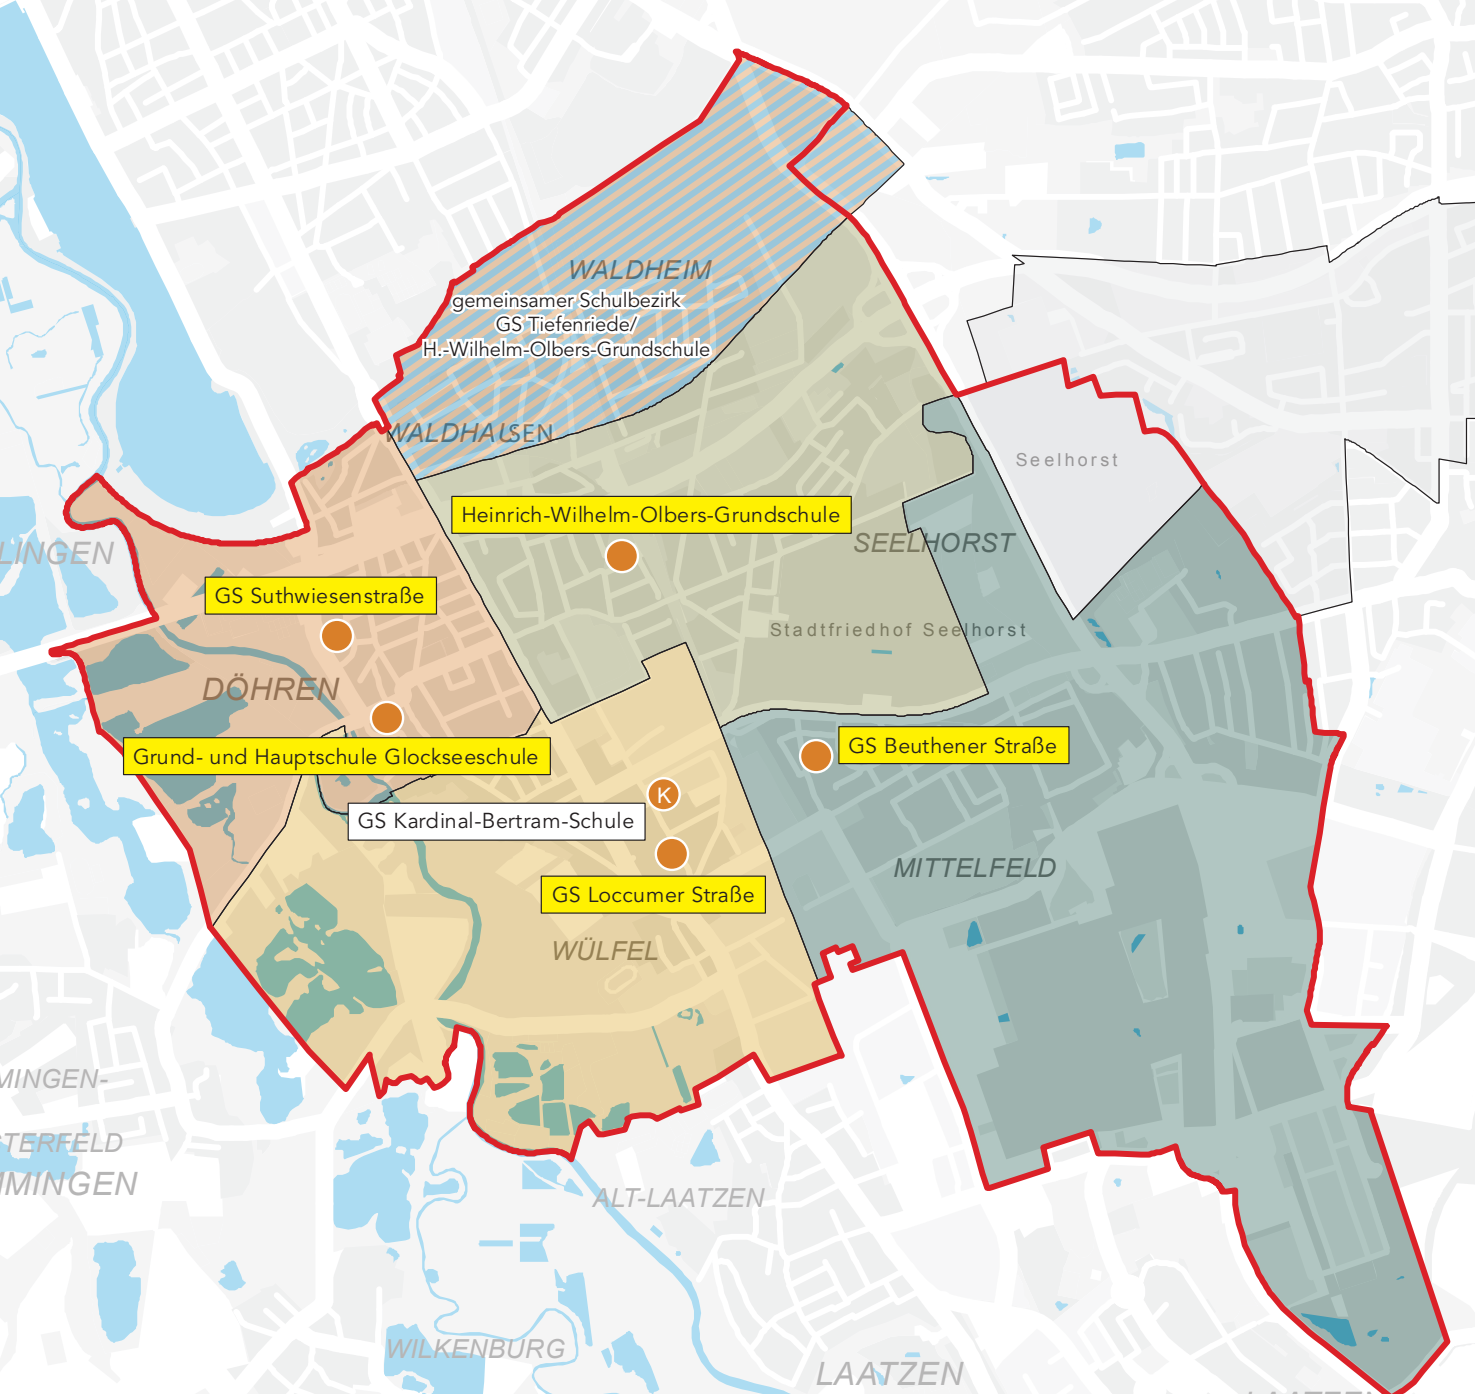 WALDHEIM
gemeinsamer Schulbezirk
GS Tiefenriede/
H.-Wilhelm-Olbers-Grundschule
WALDHAUSEN
Seelhorst
Heinrich-Wilhelm-Olbers-Grundschule
SEELHORST
LINGEN
GS Suthwiesenstraße
Stadtfriedhof Seelhorst
DÖHREN
GS Beuthener Straße
Grund- und Hauptschule Glockseeschule
K
GS Kardinal-Bertram-Schule
MITTELFELD
GS Loccumer Straße
WÜLFEL
MINGEN-
TERFELD
MMINGEN
ALT-LAATZEN
WILKENBURG
LAATZEN